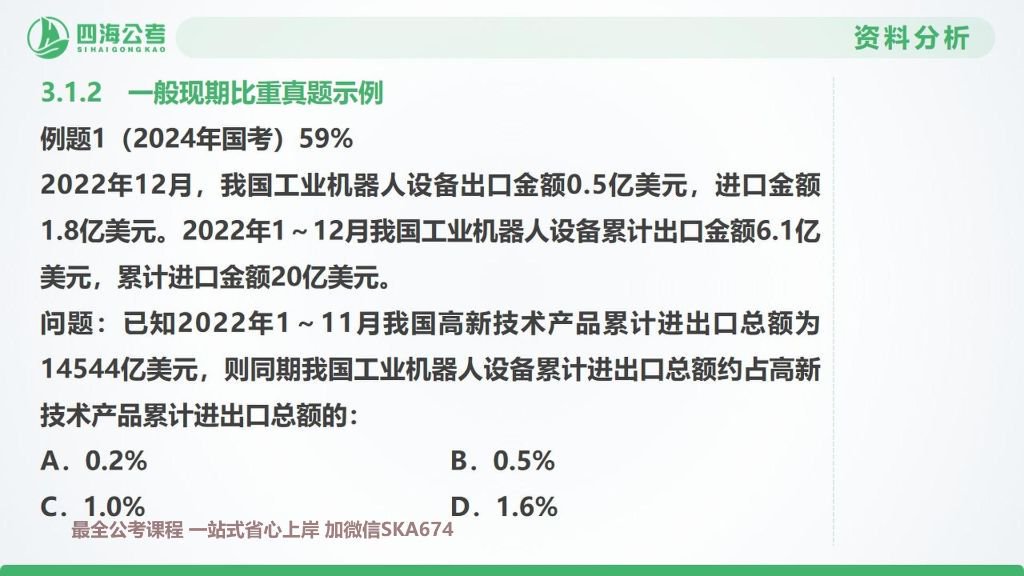 四海公考
SIHAIGONGKAO
资料分析
3.1.2 一般现期比重真题示例
例题1（2024年国考）59%
2022年12月，我国工业机器人设备出口金额0.5亿美元，进口金额
1.8亿美元。2022年1～12月我国工业机器人设备累计出口金额6.1亿
美元，累计进口金额20亿美元。
问题：已知2022年1～11月我国高新技术产品累计进出口总额为
14544亿美元，则同期我国工业机器人设备累计进出口总额约占高新
技术产品累计进出口总额的：
A．0.2% B．0.5%
C．1.0% D．1.6%
最全公考课程 一站式省心上岸 加微信SKA674